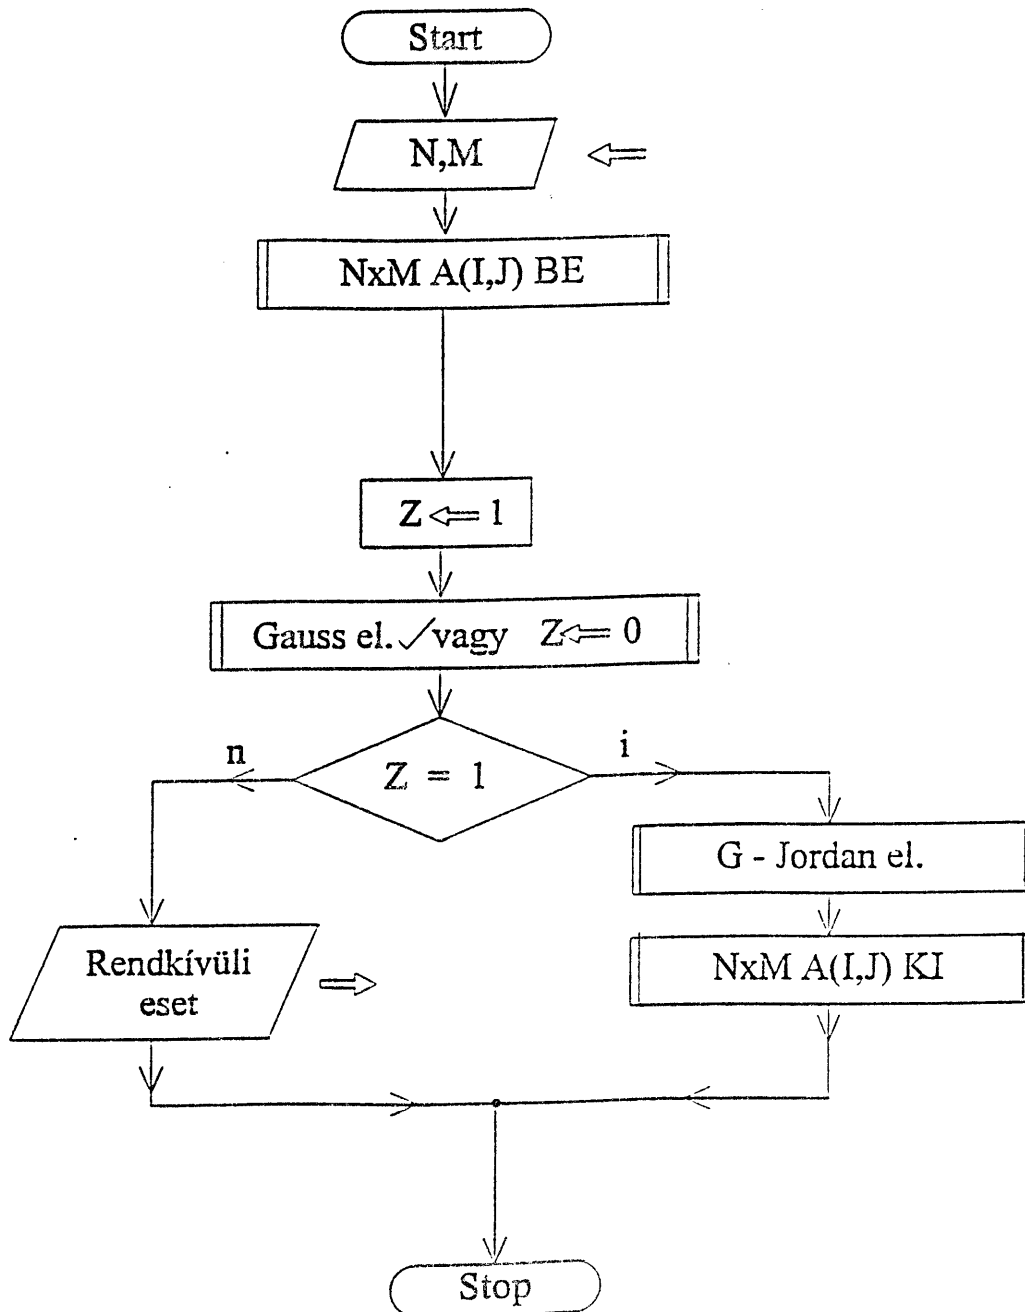 Start
N,M ⇐
NxM A(I,J) BE
Z ⇐ 1
Gauss el. ✓ vagy Z ⇐ 0
n
Z = 1
i
G - Jordan el.
Rendkívüli
eset ⇒
NxM A(I,J) KI
Stop